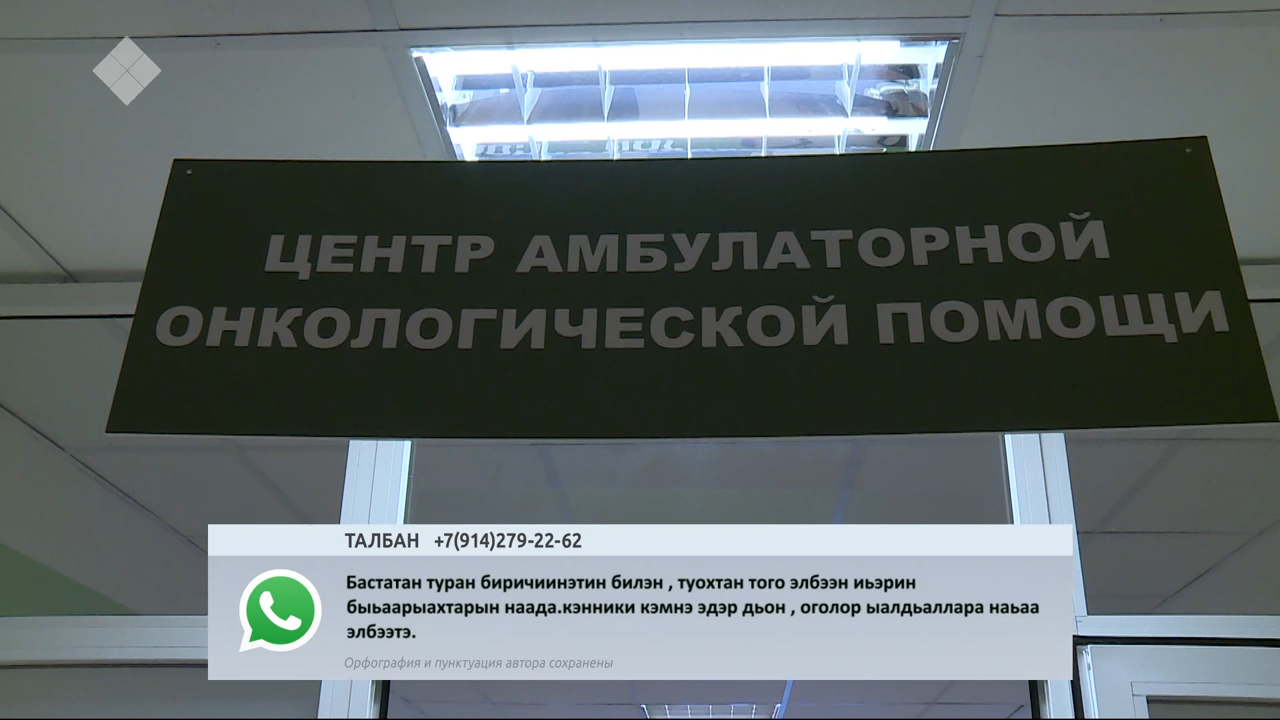 ЦЕНТР АМБУЛАТОРНОЙ
ОНКОЛОГИЧЕСКОЙ ПОМОЩИ
ТАЛБАН +7(914)279-22-62
Бастатан туран биричиинэтин билэн , туохтан того элбээн иьэрин
быьаарыахтарын наада.кэнники кэмнэ эдэр дьон , оголор ыалдьаллара наьаа
элбээтэ.
Орфография и пунктуация автора сохранены